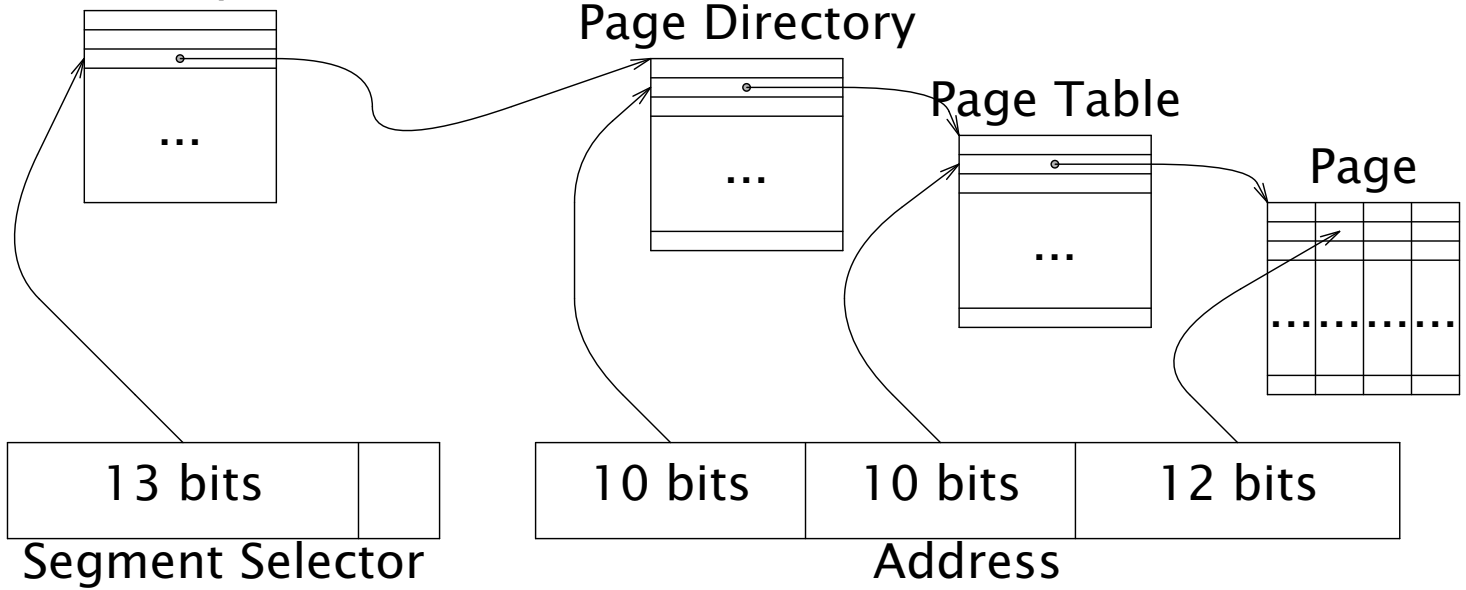 Page Directory
...
Page Table
...
Page
...
............
13 bits
10 bits
10 bits
12 bits
Segment Selector
Address